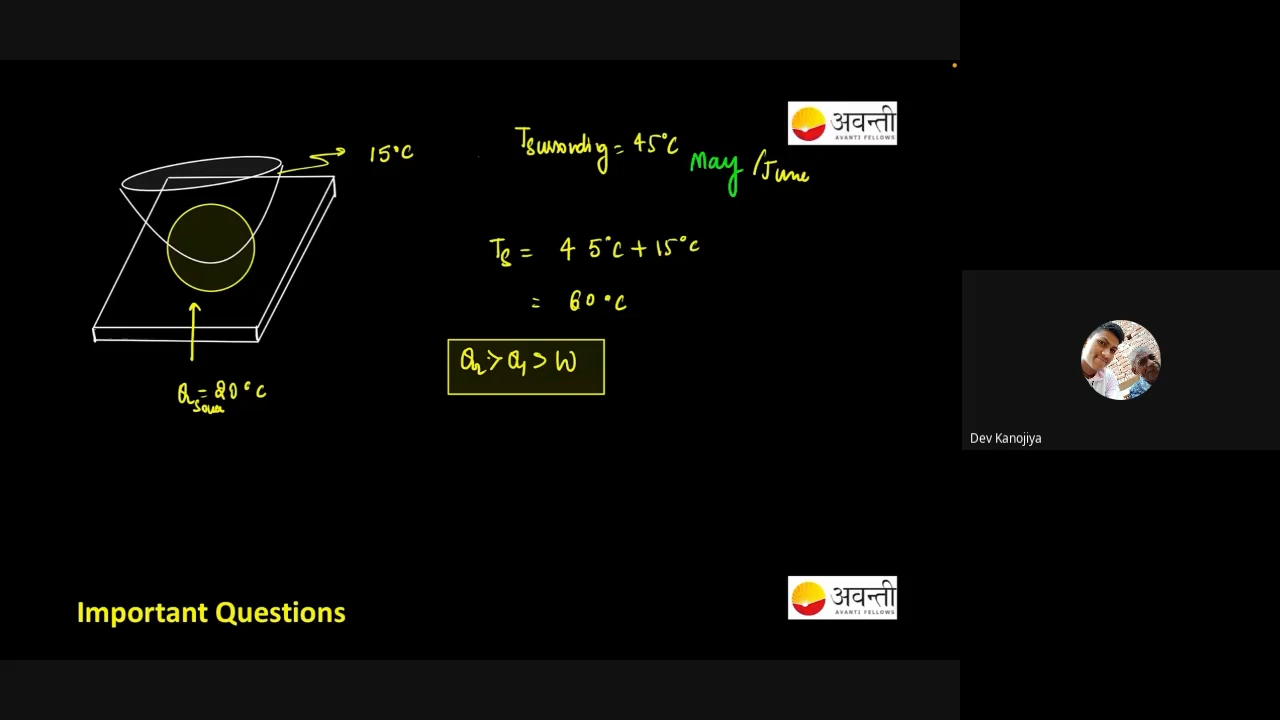 अवन्ती
AVANTI FELLOWS
15°C
Tsurrounding = 45°C
May / June
Ts = 45°C + 15°C
= 60°C
Q2 > Q1 > W
Q = 20°C
Important Questions
अवन्ती
AVANTI FELLOWS
Dev Kanojiya